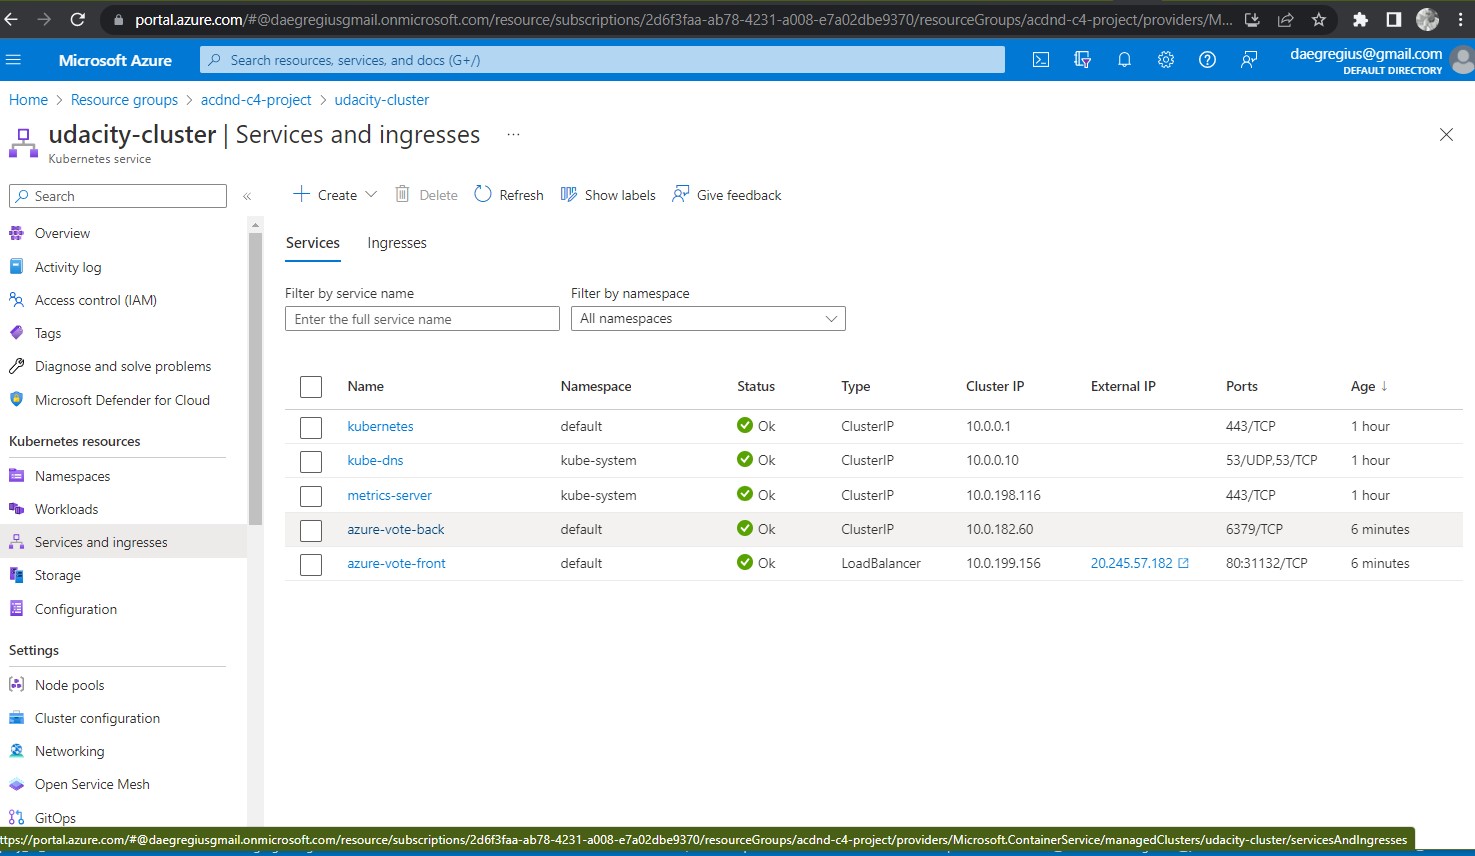 portal.azure.com/#@daegregiusgmail.onmicrosoft.com/resource/subscriptions/2d6f3faa-ab78-4231-a008-e7a02dbe9370/resourceGroups/acdnd-c4-project/providers/M...
Microsoft Azure
Search resources, services, and docs (G+/)
daegregius@gmail.com
DEFAULT DIRECTORY
Home > Resource groups > acdnd-c4-project > udacity-cluster
udacity-cluster | Services and ingresses ...
Kubernetes service
Search «
Create Delete Refresh Show labels Give feedback
Overview
Activity log
Access control (IAM)
Tags
Diagnose and solve problems
Microsoft Defender for Cloud
Kubernetes resources
Namespaces
Workloads
Services and ingresses
Storage
Configuration
Settings
Node pools
Cluster configuration
Networking
Open Service Mesh
GitOps
Services Ingresses
Filter by service name Filter by namespace
Enter the full service name All namespaces
Name Namespace Status Type Cluster IP External IP Ports Age ↓
kubernetes default Ok ClusterIP 10.0.0.1 443/TCP 1 hour
kube-dns kube-system Ok ClusterIP 10.0.0.10 53/UDP,53/TCP 1 hour
metrics-server kube-system Ok ClusterIP 10.0.198.116 443/TCP 1 hour
azure-vote-back default Ok ClusterIP 10.0.182.60 6379/TCP 6 minutes
azure-vote-front default Ok LoadBalancer 10.0.199.156 20.245.57.182 80:31132/TCP 6 minutes
ttps://portal.azure.com/#@daegregiusgmail.onmicrosoft.com/resource/subscriptions/2d6f3faa-ab78-4231-a008-e7a02dbe9370/resourceGroups/acdnd-c4-project/providers/Microsoft.ContainerService/managedClusters/udacity-cluster/servicesAndIngresses